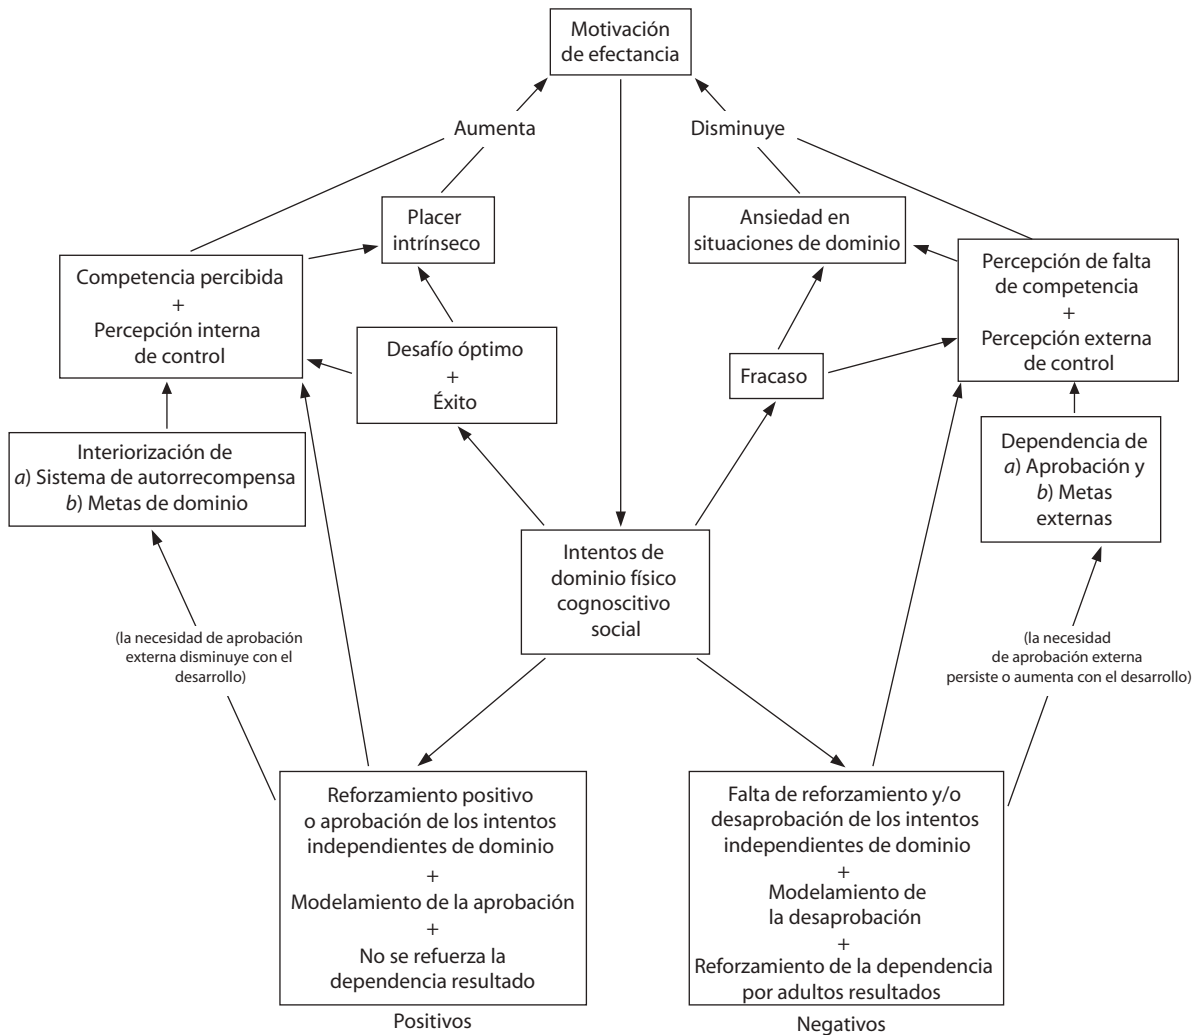 Motivación
de efectancia
Aumenta
Disminuye
Placer
intrínseco
Ansiedad en
situaciones de dominio
Competencia percibida
+
Percepción interna
de control
Percepción de falta
de competencia
+
Percepción externa
de control
Desafío óptimo
+
Éxito
Fracaso
Interiorización de
a) Sistema de autorrecompensa
b) Metas de dominio
Dependencia de
a) Aprobación y
b) Metas
externas
Intentos de
dominio físico
cognoscitivo
social
(la necesidad de aprobación
externa disminuye con el
desarrollo)
(la necesidad
de aprobación externa
persiste o aumenta con el desarrollo)
Reforzamiento positivo
o aprobación de los intentos
independientes de dominio
+
Modelamiento de la aprobación
+
No se refuerza la
dependencia resultado
Positivos
Falta de reforzamiento y/o
desaprobación de los intentos
independientes de dominio
+
Modelamiento de
la desaprobación
+
Reforzamiento de la dependencia
por adultos resultados
Negativos